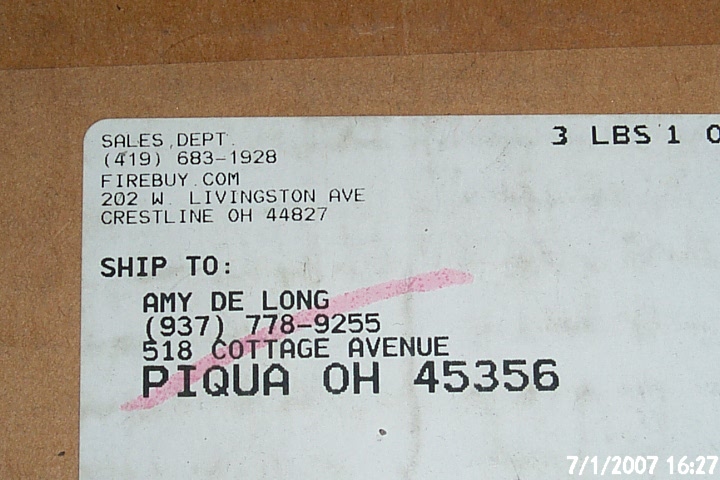 SALES DEPT.
(419) 683-1928
FIREBUY.COM
202 W. LIVINGSTON AVE
CRESTLINE OH 44827
3 LBS 1 O
SHIP TO:
AMY DE LONG
(937) 778-9255
518 COTTAGE AVENUE
PIQUA OH 45356
7/1/2007 16:27